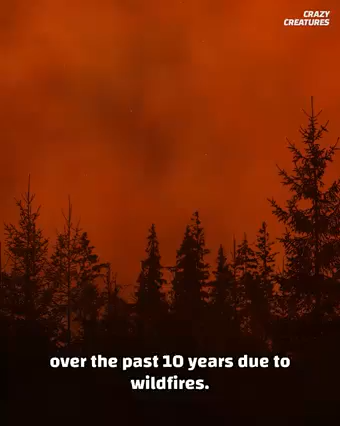 CRAZY
CREATURES
over the past 10 years due to
wildfires.